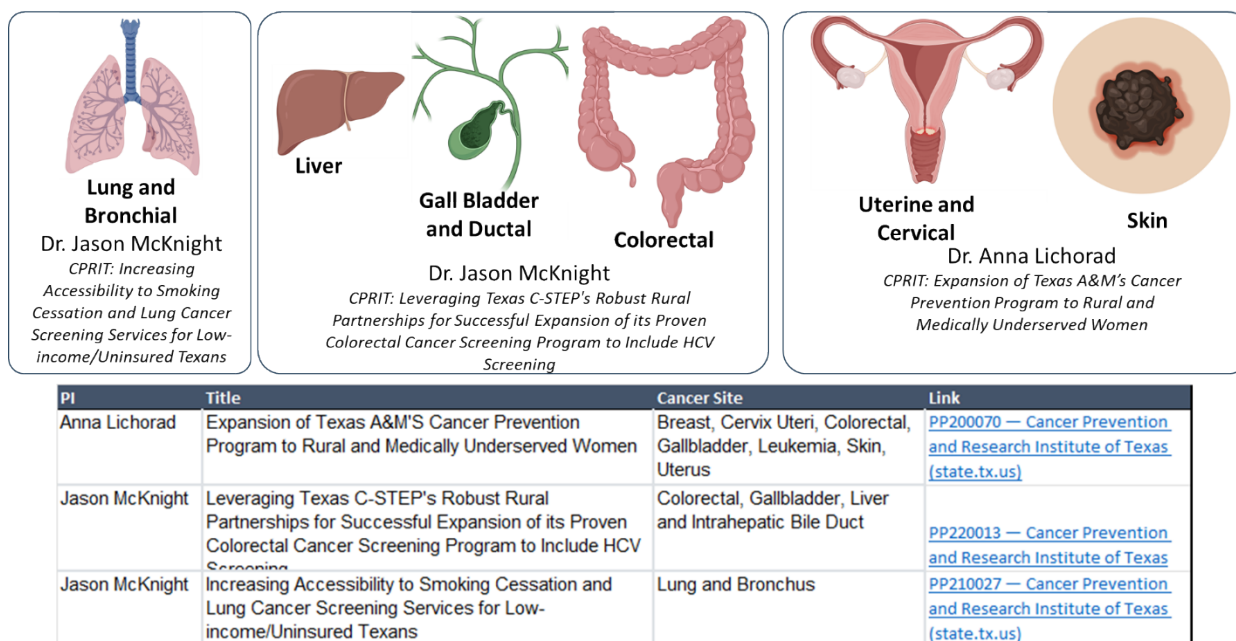 Lung and
Bronchial
Dr. Jason McKnight
CPRIT: Increasing
Accessibility to Smoking
Cessation and Lung Cancer
Screening Services for Low-
income/Uninsured Texans
Liver
Gall Bladder
and Ductal
Colorectal
Dr. Jason McKnight
CPRIT: Leveraging Texas C-STEP's Robust Rural
Partnerships for Successful Expansion of its Proven
Colorectal Cancer Screening Program to Include HCV
Screening
Uterine and
Cervical
Skin
Dr. Anna Lichorad
CPRIT: Expansion of Texas A&M's Cancer
Prevention Program to Rural and
Medically Underserved Women
PI Title Cancer Site Link
Anna Lichorad
Expansion of Texas A&M'S Cancer Prevention
Program to Rural and Medically Underserved Women
Breast, Cervix Uteri, Colorectal,
Gallbladder, Leukemia, Skin,
Uterus
PP200070 — Cancer Prevention
and Research Institute of Texas
(state.tx.us)
Jason McKnight
Leveraging Texas C-STEP's Robust Rural
Partnerships for Successful Expansion of its Proven
Colorectal Cancer Screening Program to Include HCV
Screening
Colorectal, Gallbladder, Liver
and Intrahepatic Bile Duct
PP220013 — Cancer Prevention
and Research Institute of Texas
Jason McKnight
Increasing Accessibility to Smoking Cessation and
Lung Cancer Screening Services for Low-
income/Uninsured Texans
Lung and Bronchus
PP210027 — Cancer Prevention
and Research Institute of Texas
(state.tx.us)